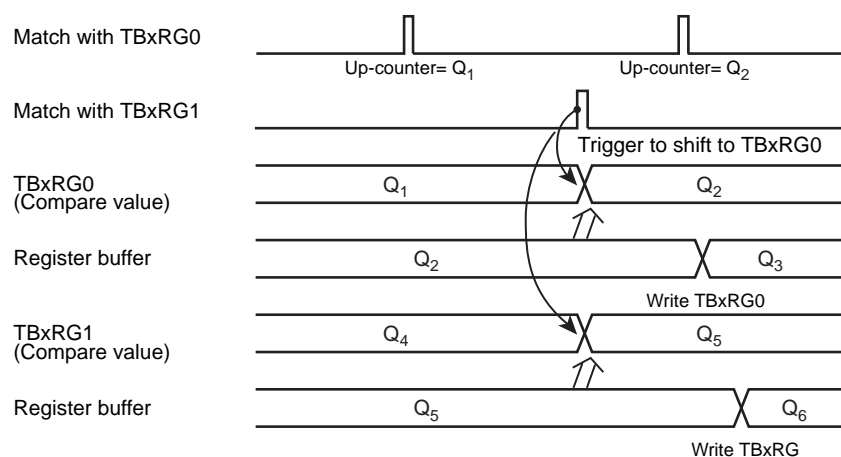 Match with TBxRG0
Up-counter= Q1
Up-counter= Q2
Match with TBxRG1
Trigger to shift to TBxRG0
TBxRG0
(Compare value)
Q1
Q2
Register buffer
Q2
Q3
Write TBxRG0
TBxRG1
(Compare value)
Q4
Q5
Register buffer
Q5
Q6
Write TBxRG